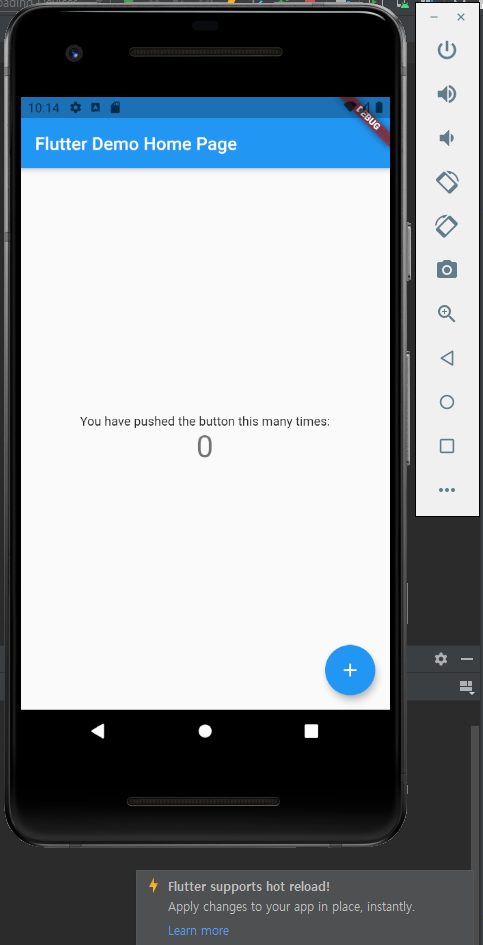 10:14
DEBUG
Flutter Demo Home Page
You have pushed the button this many times:
0
Flutter supports hot reload!
Apply changes to your app in place, instantly.
Learn more